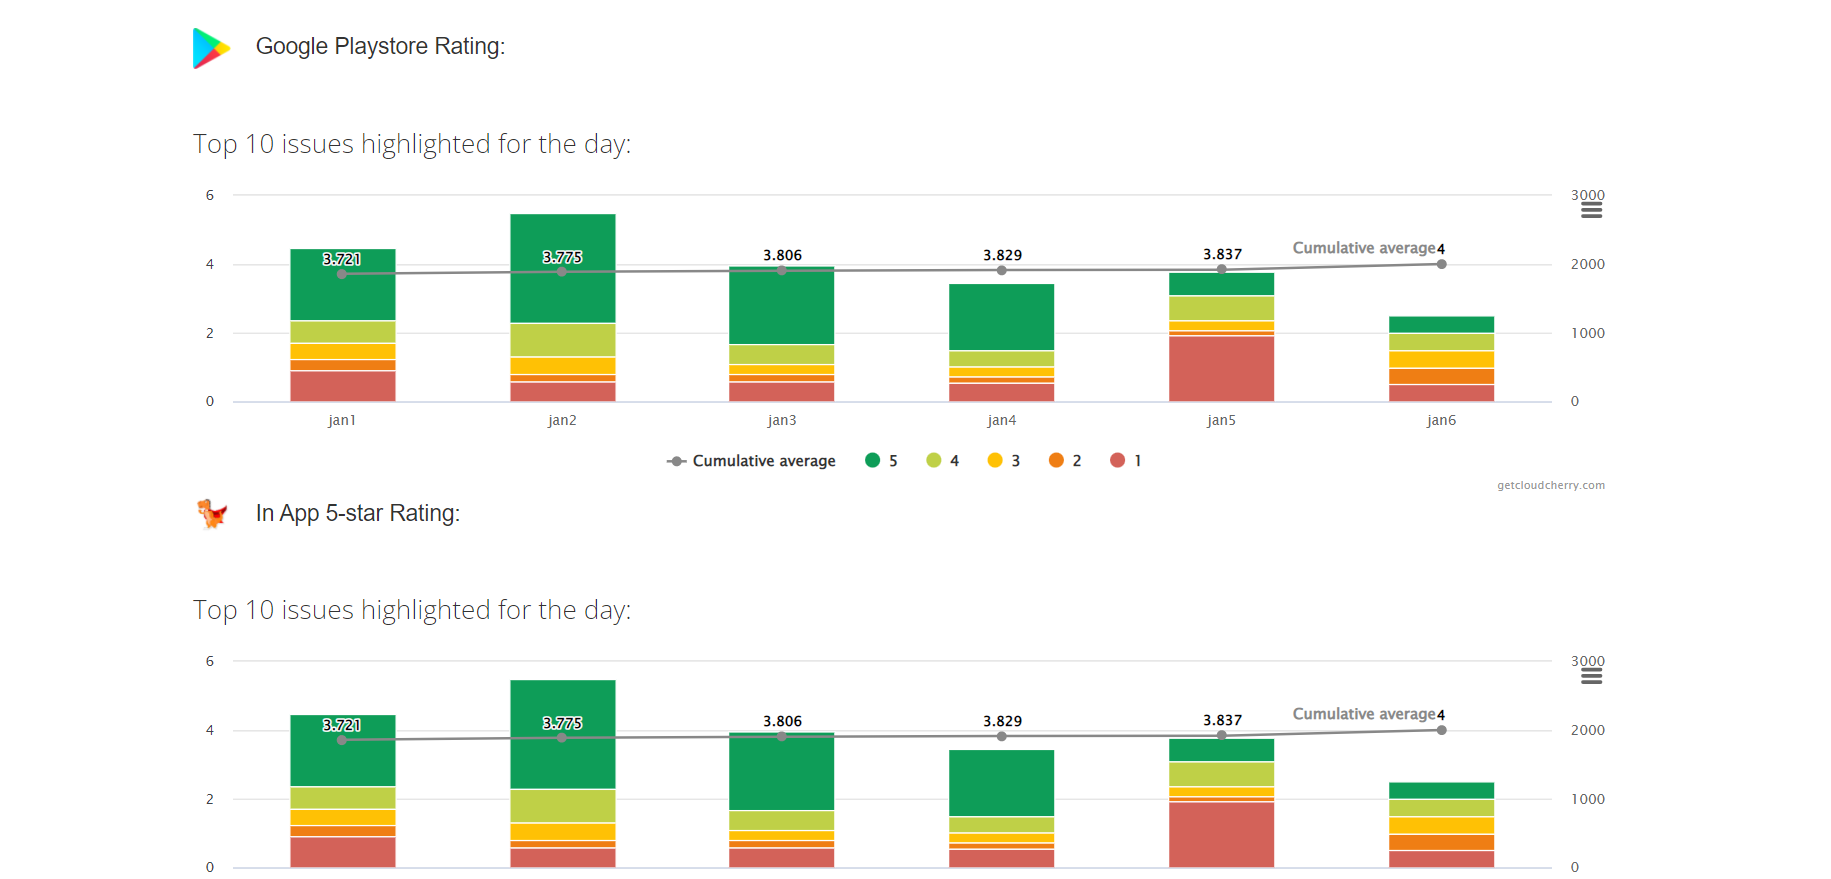 Google Playstore Rating:
Top 10 issues highlighted for the day:
6 3000
3.721 3.775 3.806 3.829 3.837 Cumulative average 4
4 2000
2 1000
0 0
jan1 jan2 jan3 jan4 jan5 jan6
Cumulative average 5 4 3 2 1
getcloudcherry.com
In App 5-star Rating:
Top 10 issues highlighted for the day:
6 3000
3.721 3.775 3.806 3.829 3.837 Cumulative average 4
4 2000
2 1000
0 0